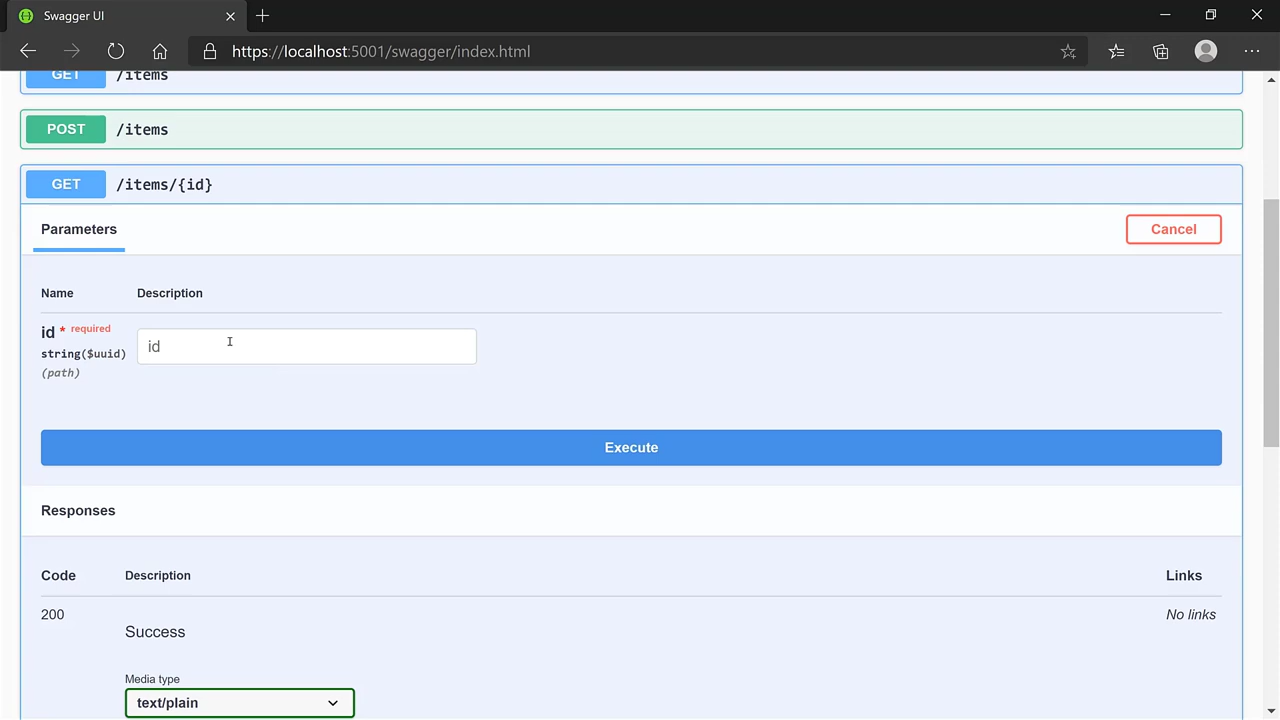 Swagger UI
https://localhost:5001/swagger/index.html
GET /items
POST /items
GET /items/{id}
Parameters
Cancel
Name Description
id * required
string($uuid)
(path)
id
Execute
Responses
Code Description Links
200 No links
Success
Media type
text/plain